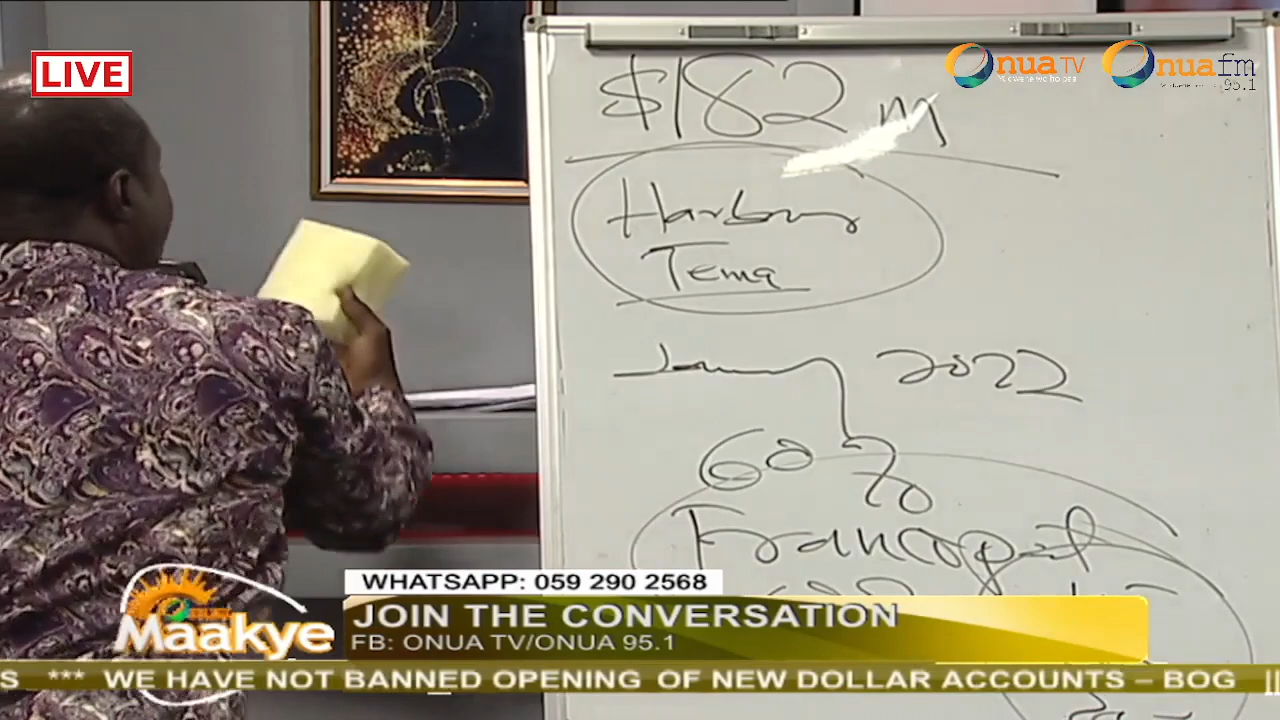 LIVE
Onua TV
Onua fm
95.1
$182 m
Harbour
Tema
January 2022
60%
WHATSAPP: 059 290 2568
Maakye
JOIN THE CONVERSATION
FB: ONUA TV/ONUA 95.1
S *** WE HAVE NOT BANNED OPENING OF NEW DOLLAR ACCOUNTS – BOG ||